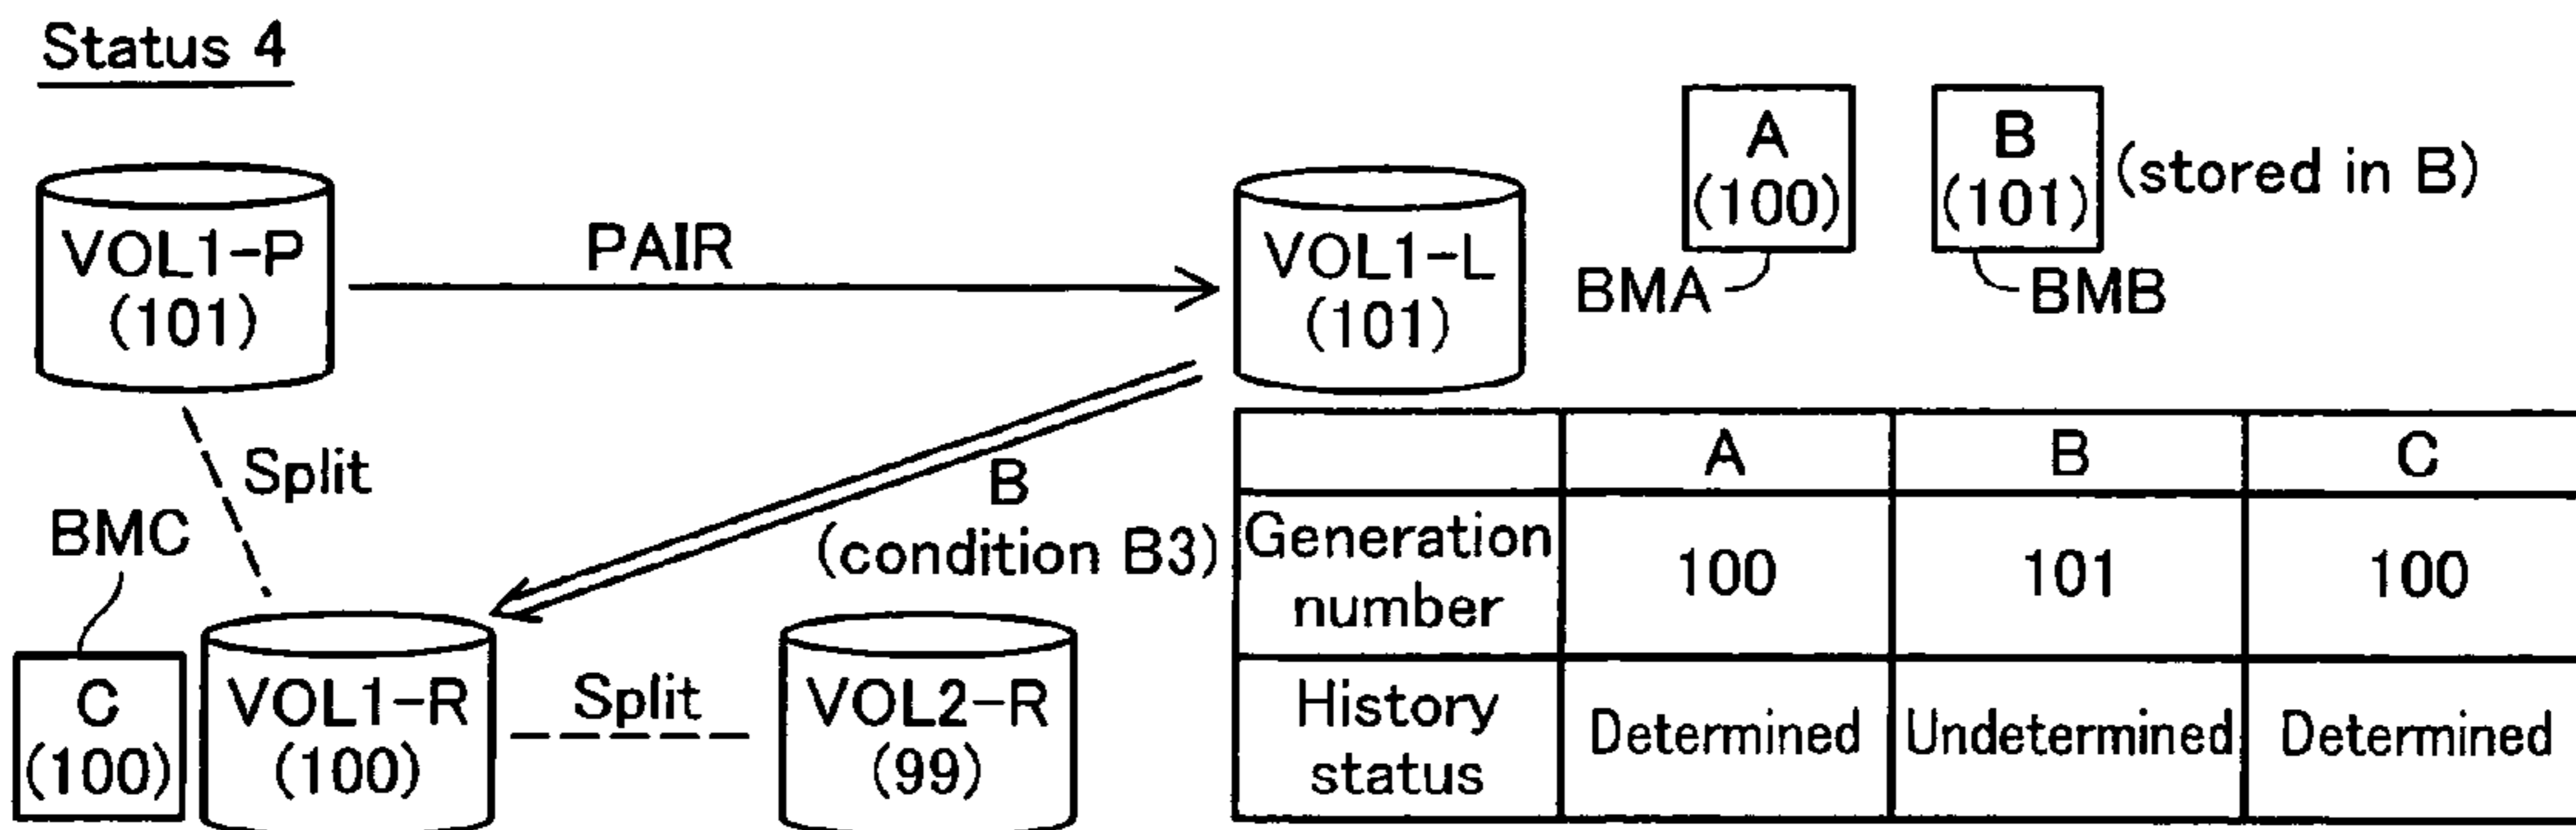 Status 4
A
(100)
B
(101)
(stored in B)
BMA
BMB
VOL1-P
(101)
PAIR
VOL1-L
(101)
Split
B
(condition B3)
BMC
C
(100)
VOL1-R
(100)
Split
VOL2-R
(99)
A B C
Generation
number
100 101 100
History
status
Determined Undetermined Determined